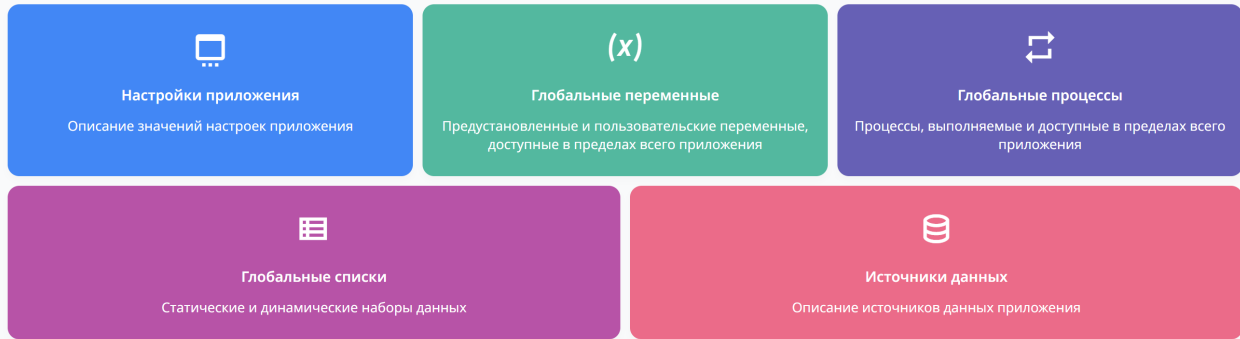 (x)
Настройки приложения
Описание значений настроек приложения
Глобальные переменные
Предустановленные и пользовательские переменные,
доступные в пределах всего приложения
Глобальные процессы
Процессы, выполняемые и доступные в пределах всего
приложения
Глобальные списки
Статические и динамические наборы данных
Источники данных
Описание источников данных приложения